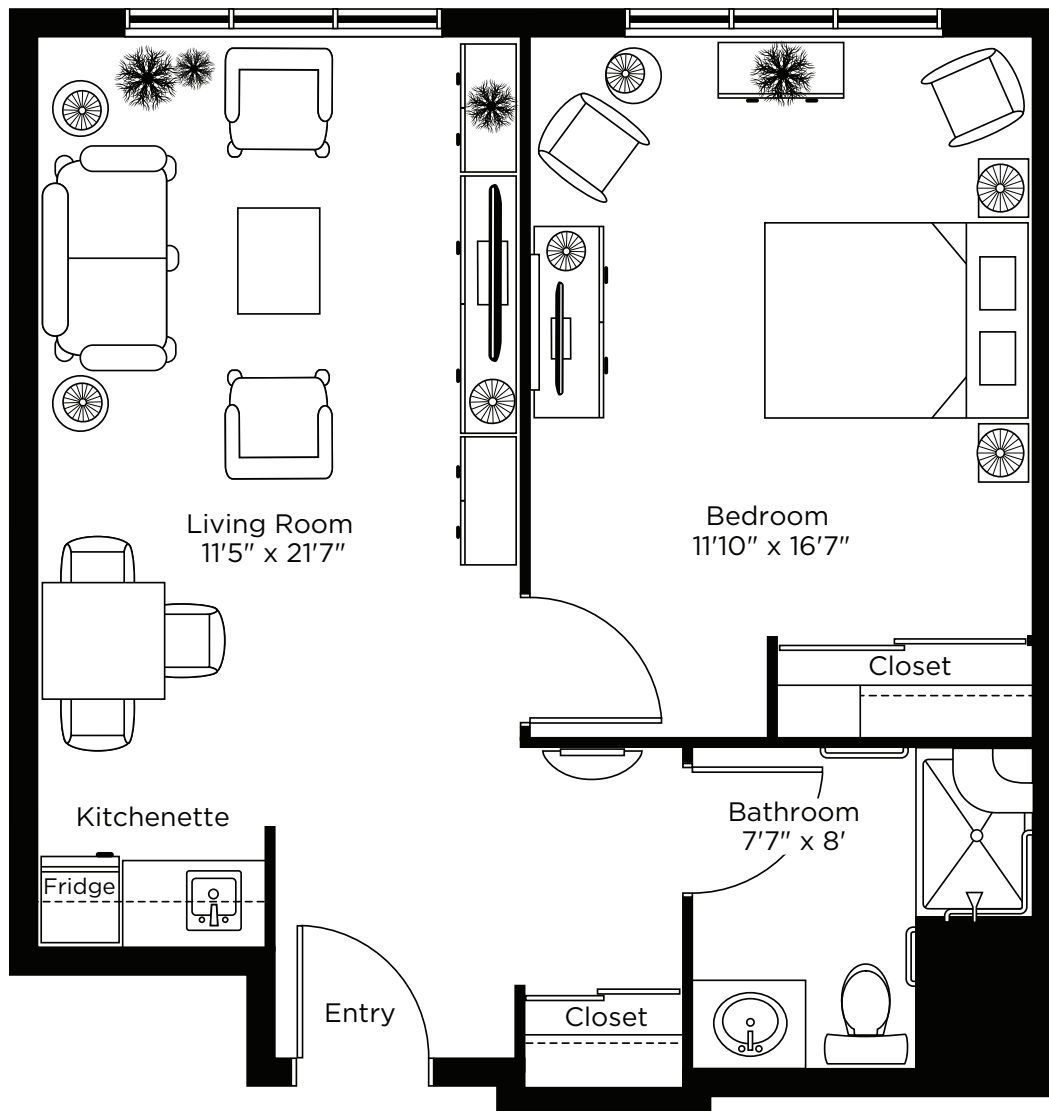 Living Room
11'5" x 21'7"
Bedroom
11'10" x 16'7"
Closet
Kitchenette
Bathroom
7'7" x 8'
Fridge
Entry
Closet